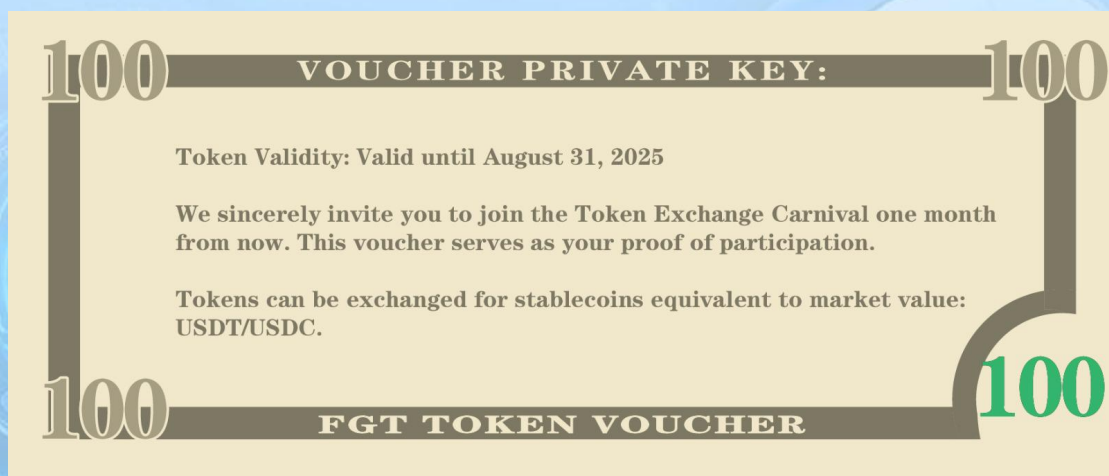 100 VOUCHER PRIVATE KEY: 100
Token Validity: Valid until August 31, 2025
We sincerely invite you to join the Token Exchange Carnival one month
from now. This voucher serves as your proof of participation.
Tokens can be exchanged for stablecoins equivalent to market value:
USDT/USDC.
100 FGT TOKEN VOUCHER 100